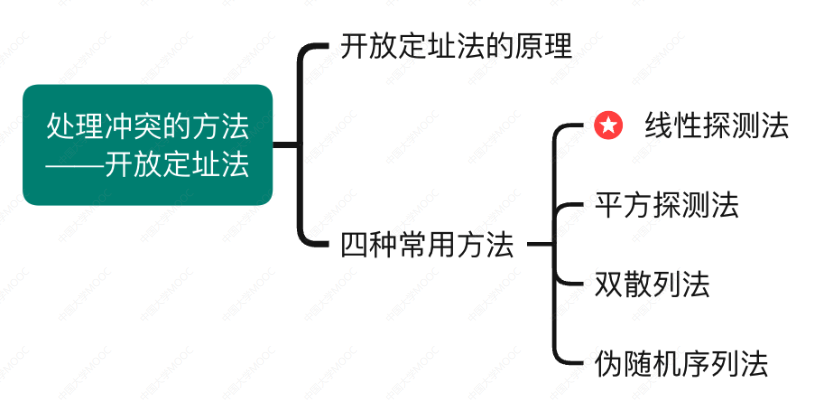 处理冲突的方法
——开放定址法
开放定址法的原理
四种常用方法
线性探测法
平方探测法
双散列法
伪随机序列法